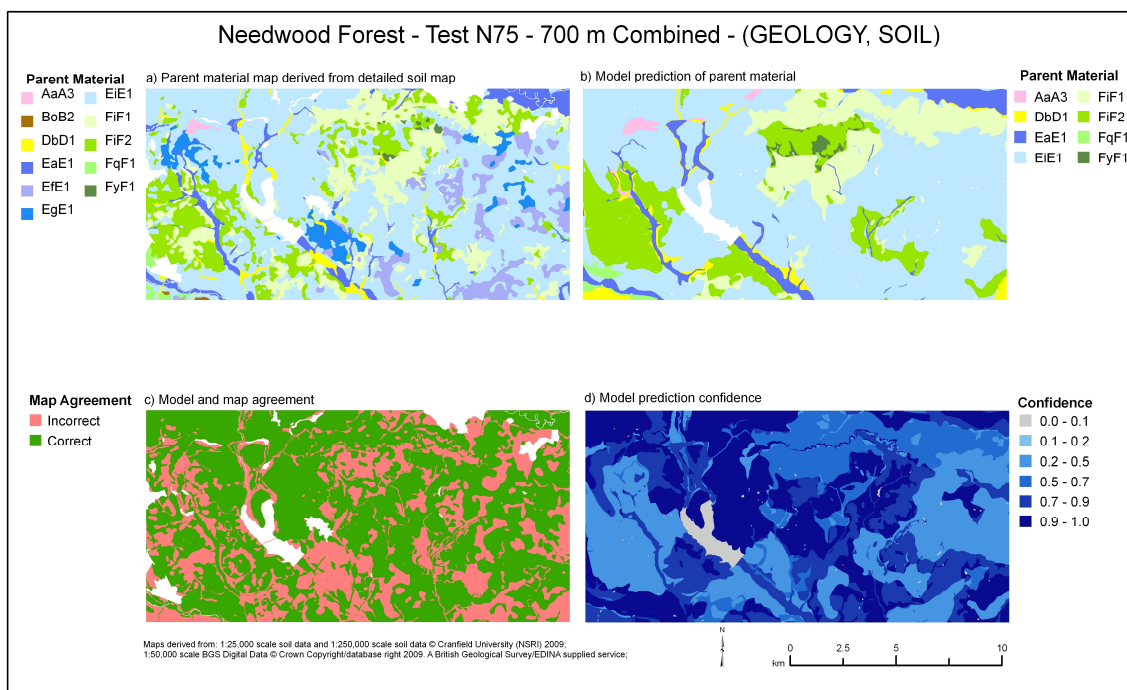 Needwood Forest - Test N75 - 700 m Combined - (GEOLOGY, SOIL)
Parent Material
AaA3
BoB2
DbD1
EaE1
EfE1
EgE1
EiE1
FiF1
FiF2
FqF1
FyF1
a) Parent material map derived from detailed soil map
b) Model prediction of parent material
Parent Material
AaA3
DbD1
EaE1
EiE1
FiF1
FiF2
FqF1
FyF1
Map Agreement
Incorrect
Correct
c) Model and map agreement
d) Model prediction confidence
Confidence
0.0 - 0.1
0.1 - 0.2
0.2 - 0.5
0.5 - 0.7
0.7 - 0.9
0.9 - 1.0
Maps derived from: 1:25,000 scale soil data and 1:250,000 scale soil data © Cranfield University (NSRI) 2009;
1:50,000 scale BGS Digital Data © Crown Copyright/database right 2009. A British Geological Survey/EDINA supplied service;
N
km
0 2.5 5 10